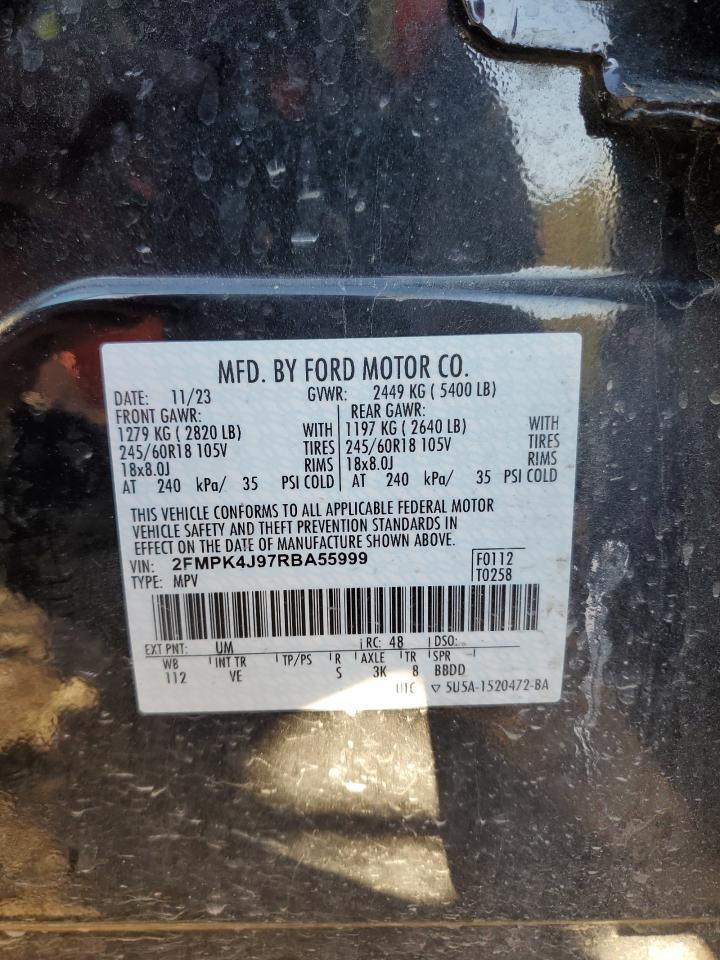 MFD. BY FORD MOTOR CO.
DATE: 11/23 GVWR: 2449 KG ( 5400 LB)
FRONT GAWR: REAR GAWR:
1279 KG ( 2820 LB) WITH 1197 KG ( 2640 LB) WITH
245/60R18 105V TIRES 245/60R18 105V TIRES
18x8.0J RIMS 18x8.0J RIMS
AT 240 kPa/ 35 PSI COLD AT 240 kPa/ 35 PSI COLD
THIS VEHICLE CONFORMS TO ALL APPLICABLE FEDERAL MOTOR
VEHICLE SAFETY AND THEFT PREVENTION STANDARDS IN
EFFECT ON THE DATE OF MANUFACTURE SHOWN ABOVE.
VIN: 2FMPK4J97RBA55999 F0112
TYPE: MPV T0258
EXT PNT: UM RC: 48 DSO:
WB INT TR TP/PS R AXLE TR SPR
112 VE S 3K 8 BBDD
UTC ▽ 5U5A-1520472-BA